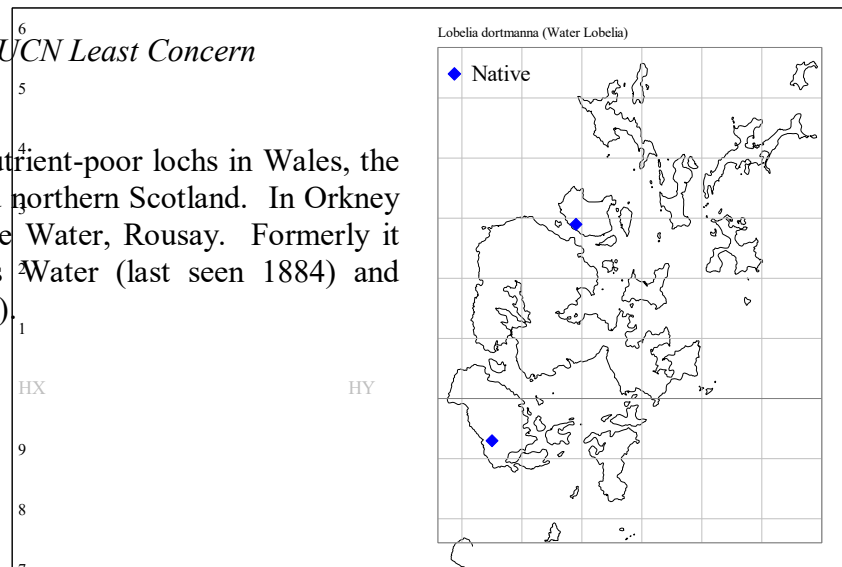 6
UCN Least Concern
5
4
utrient-poor lochs in Wales, the
northern Scotland. In Orkney
3
e Water, Rousay. Formerly it
2
s Water (last seen 1884) and
).
1
HX HY
9
8
7
Lobelia dortmanna (Water Lobelia)
Native